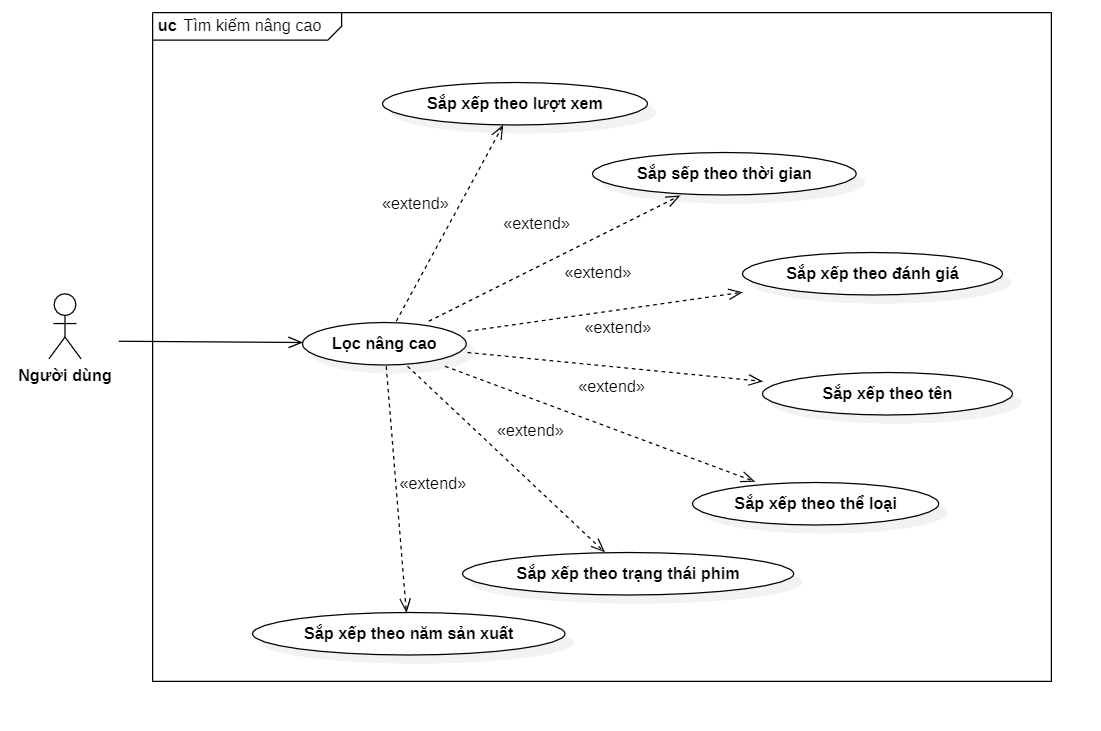 uc Tìm kiếm nâng cao
Sắp xếp theo lượt xem
Sắp sếp theo thời gian
«extend»
«extend»
«extend»
Sắp xếp theo đánh giá
«extend»
Lọc nâng cao
Người dùng
«extend»
Sắp xếp theo tên
«extend»
«extend»
Sắp xếp theo thể loại
Sắp xếp theo trạng thái phim
Sắp xếp theo năm sản xuất